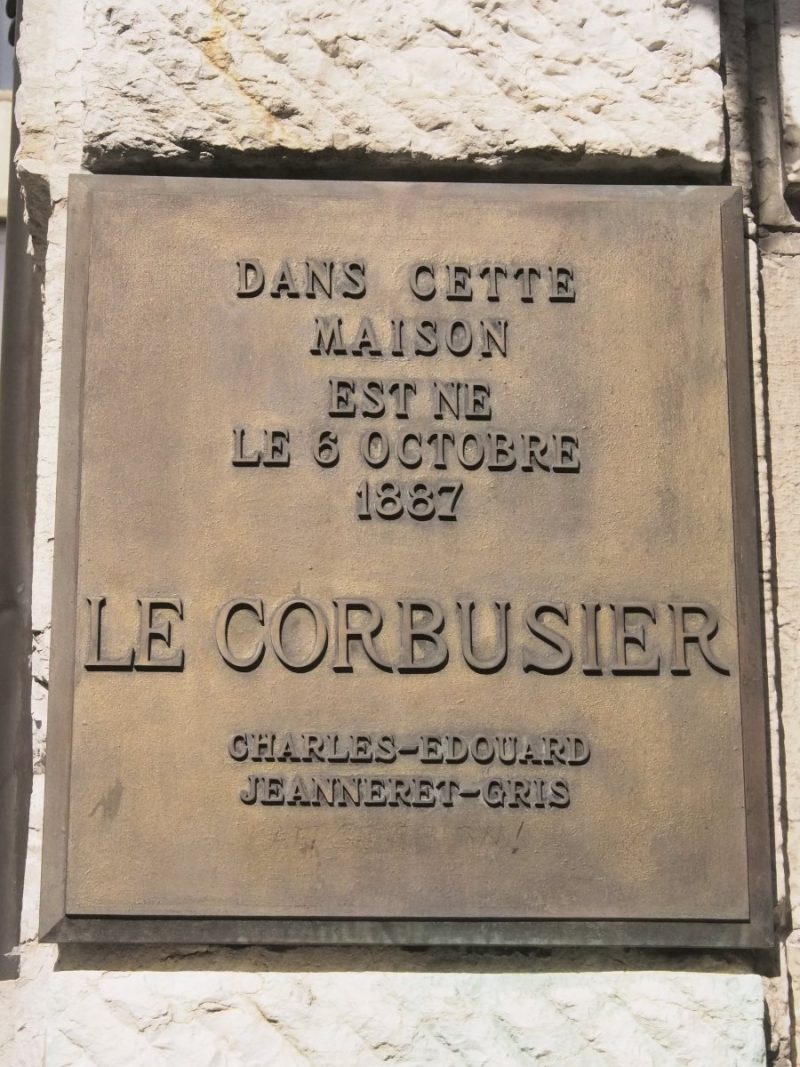 DANS CETTE
MAISON
EST NE
LE 6 OCTOBRE
1887
LE CORBUSIER
CHARLES-EDOUARD
JEANNERET-GRIS